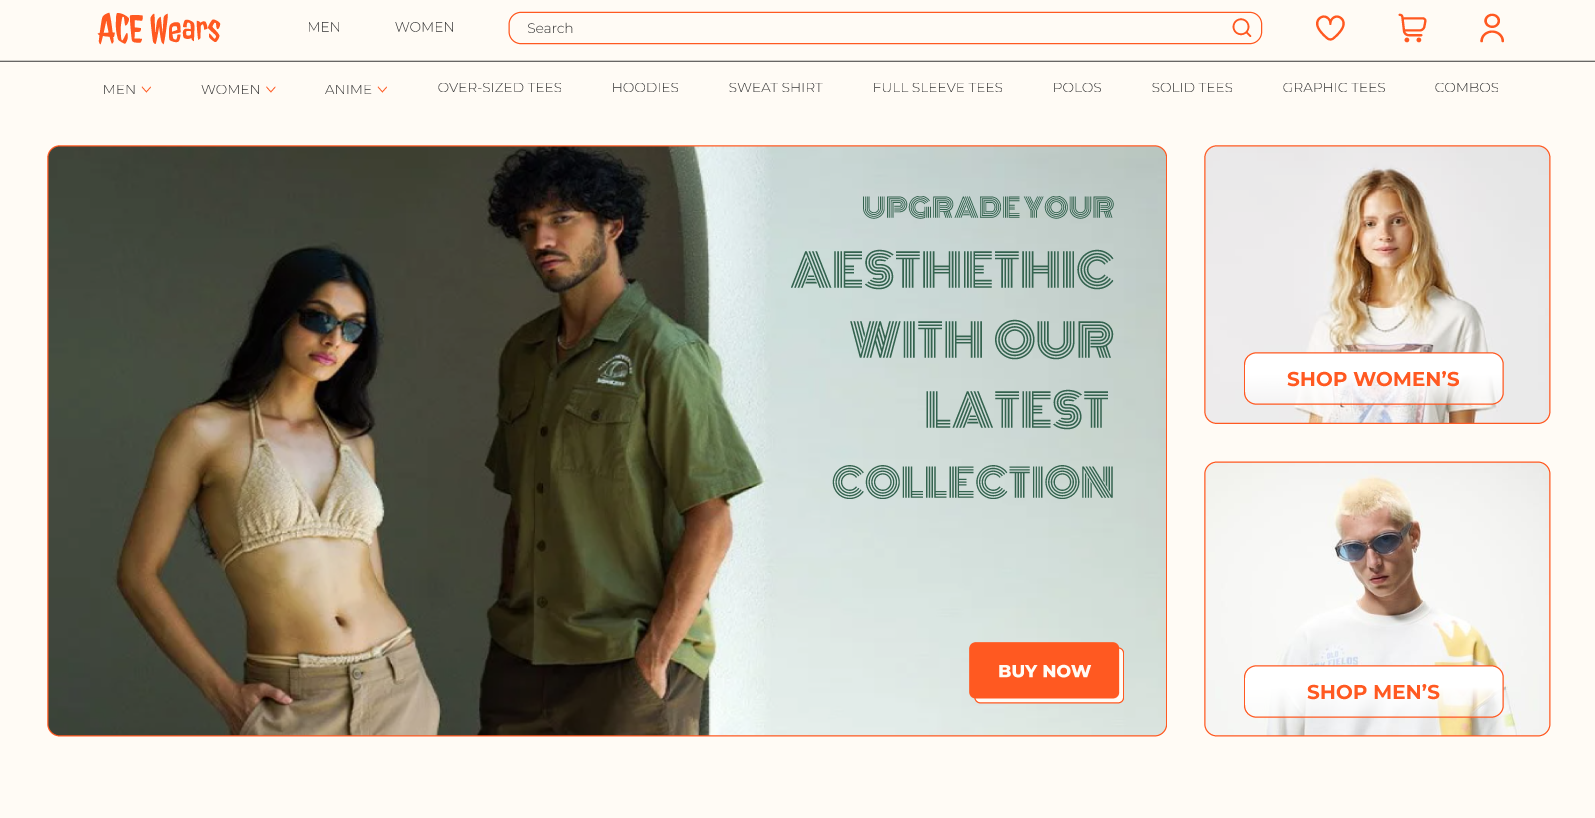 ACE Wears
MEN
WOMEN
Search
MEN
WOMEN
ANIME
OVER-SIZED TEES
HOODIES
SWEAT SHIRT
FULL SLEEVE TEES
POLOS
SOLID TEES
GRAPHIC TEES
COMBOS
UPGRADE YOUR
AESTHETHIC
WITH OUR
LATEST
COLLECTION
BUY NOW
SHOP WOMEN'S
SHOP MEN'S